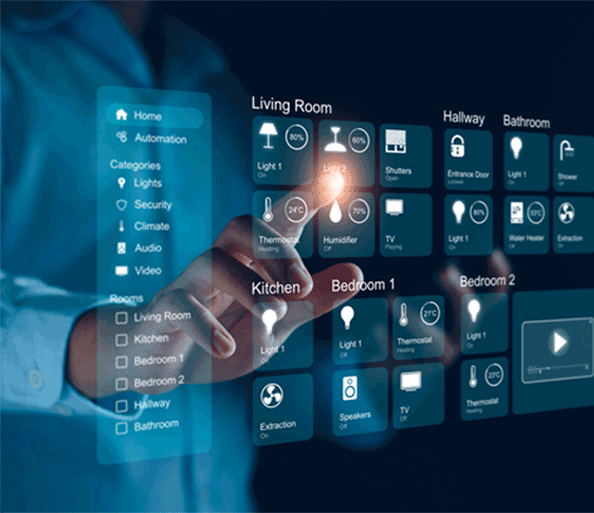 Home
Automation
Categories
Lights
Security
Climate
Audio
Video
Rooms
Living Room
Kitchen
Bedroom 1
Bedroom 2
Hallway
Bathroom
Living Room
80%
Light 1
On
60%
Light 2
Shutters
Open
24°C
Thermostat
Heating
70%
Humidifier
Off
TV
Playing
Hallway
Entrance Door
Locked
80%
Light 1
On
Bathroom
Light 1
On
Shower
Off
Water Heater
Off
Extraction
On
Kitchen
Light 1
Extraction
On
Bedroom 1
Light 1
Off
21°C
Thermostat
Heating
Speakers
Off
TV
Off
Bedroom 2
Light 1
Off
23°C
Thermostat
Heating